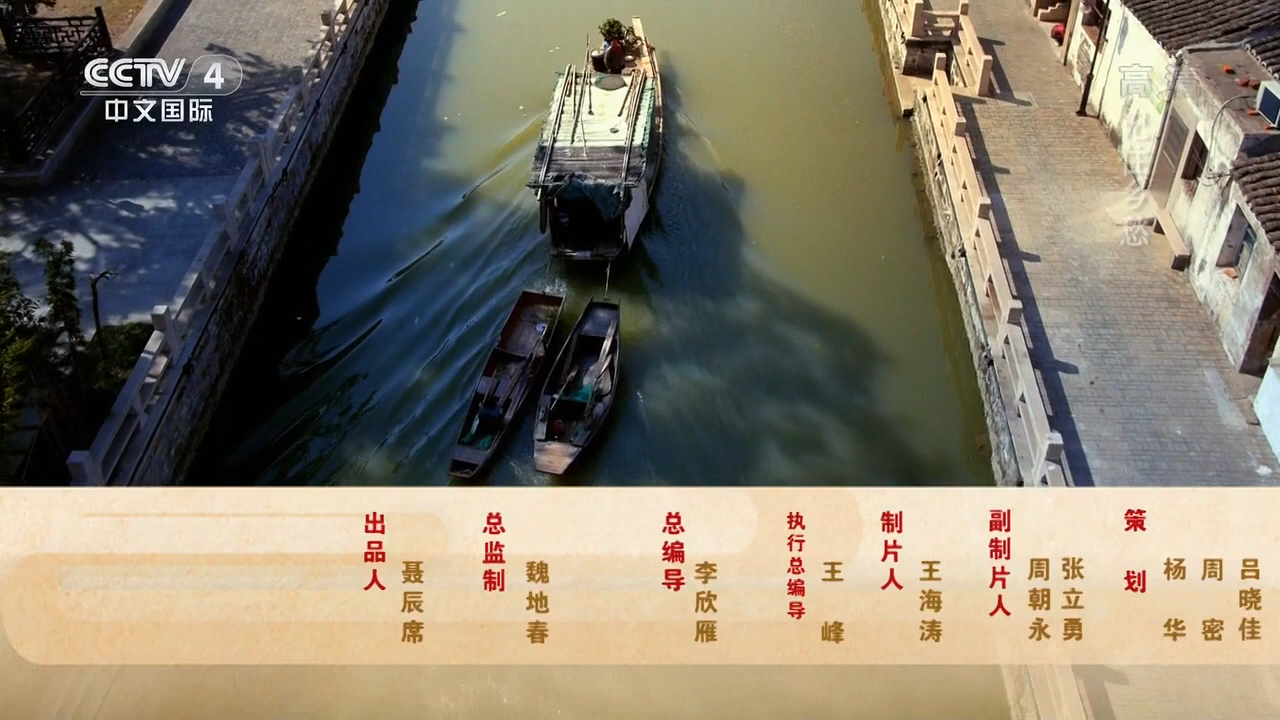 CCTV 4
中文国际
高
出品人
聂辰席
总监制
魏地春
总编导
李欣雁
执行总编导
王峰
制片人
王海涛
副制片人
周朝永
张立勇
策划
杨华
周密
吕晓佳